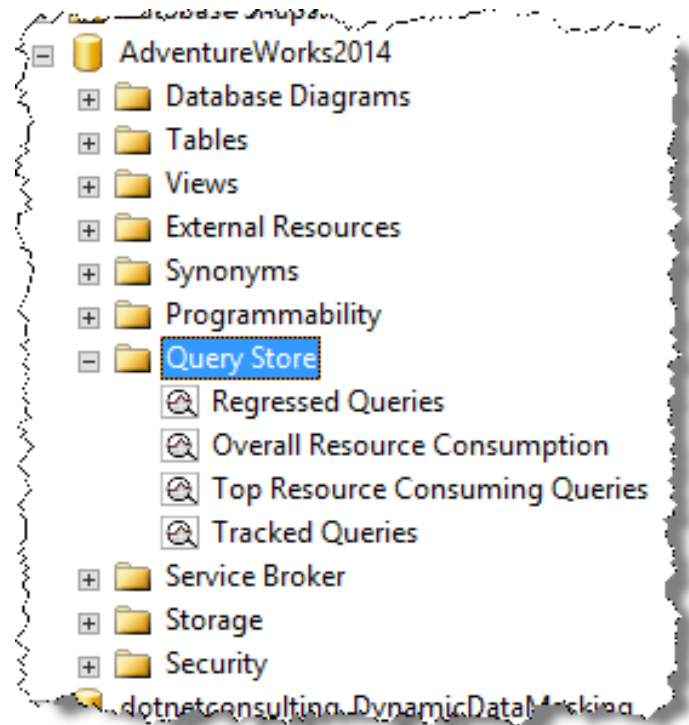 AdventureWorks2014
Database Diagrams
Tables
Views
External Resources
Synonyms
Programmability
Query Store
Regressed Queries
Overall Resource Consumption
Top Resource Consuming Queries
Tracked Queries
Service Broker
Storage
Security
dotnetconsulting_DynamicDataMasking